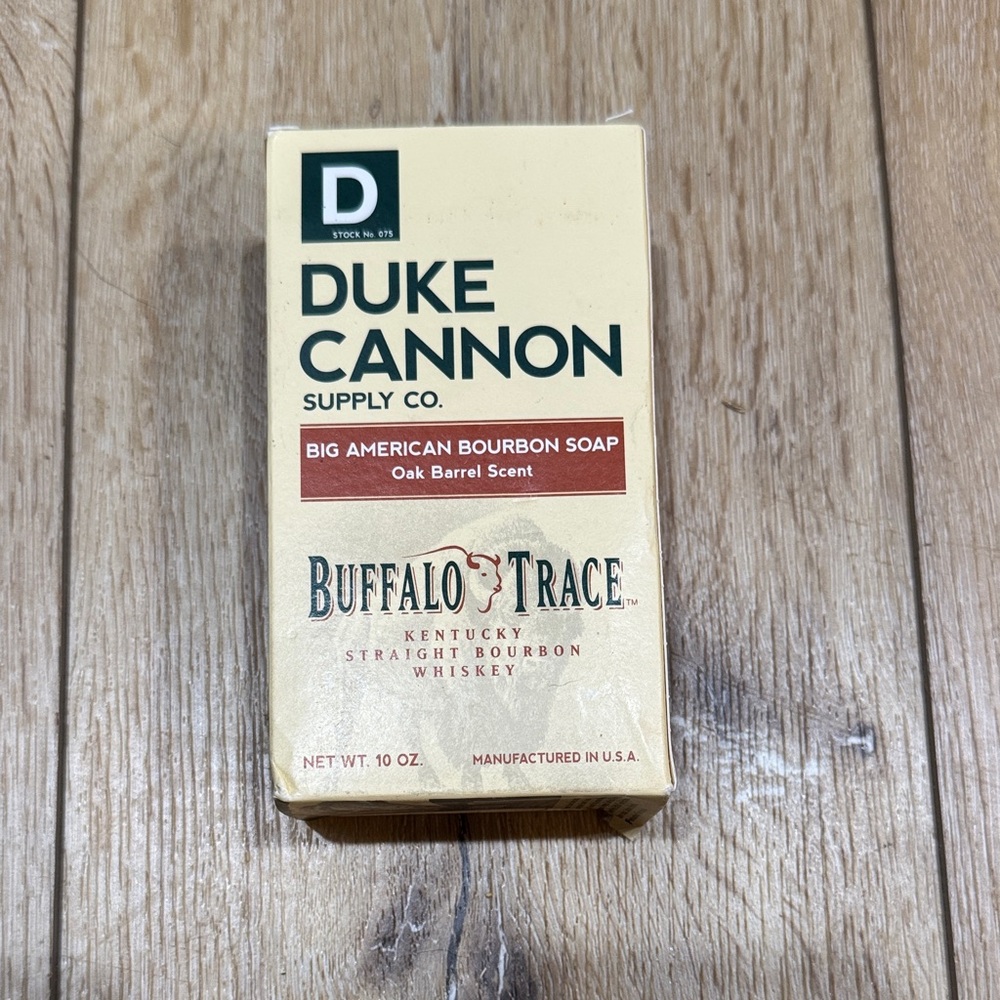 D
STOCK No. 075
DUKE
CANNON
SUPPLY CO.
BIG AMERICAN BOURBON SOAP
Oak Barrel Scent
BUFFALO TRACE™
KENTUCKY
STRAIGHT BOURBON
WHISKEY
NET WT. 10 OZ. MANUFACTURED IN U.S.A.